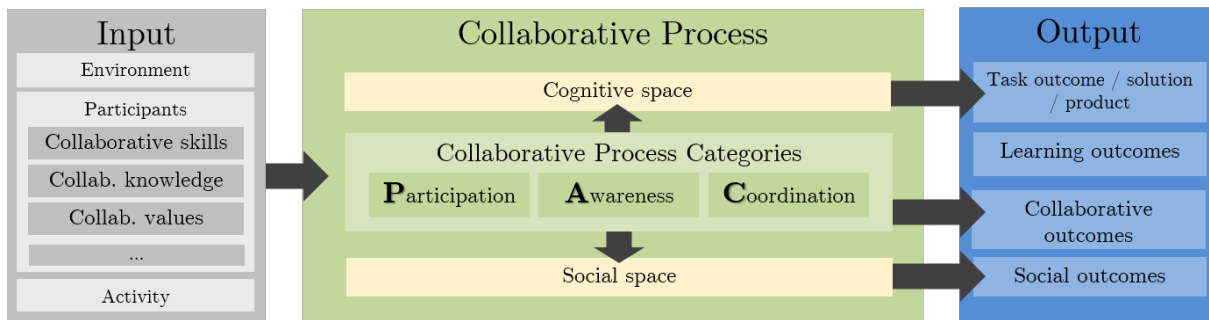 Input
Environment
Participants
Collaborative skills
Collab. knowledge
Collab. values
...
Activity
Collaborative Process
Cognitive space
Collaborative Process Categories
Participation
Awareness
Coordination
Social space
Output
Task outcome / solution
/ product
Learning outcomes
Collaborative
outcomes
Social outcomes